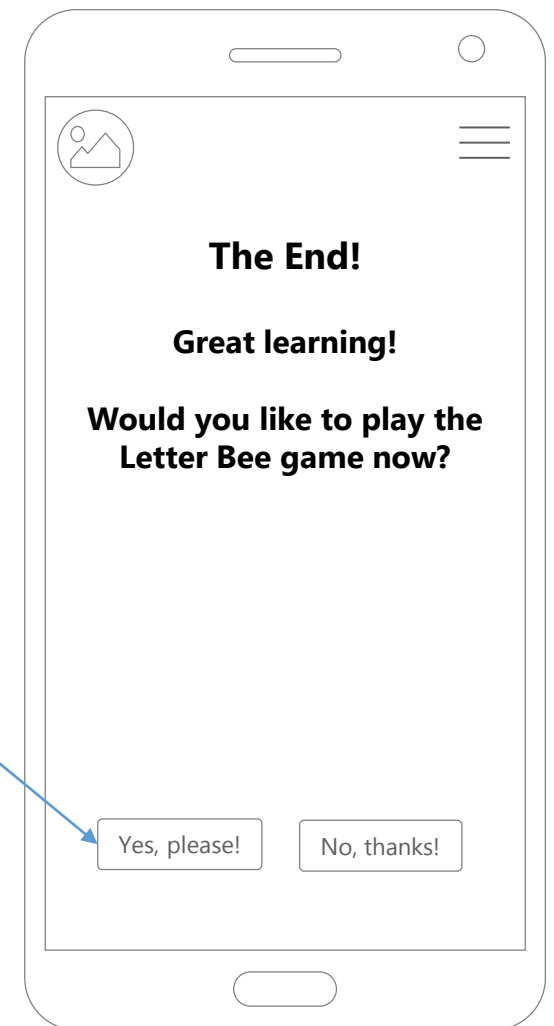 The End!
Great learning!
Would you like to play the
Letter Bee game now?
Yes, please!
No, thanks!